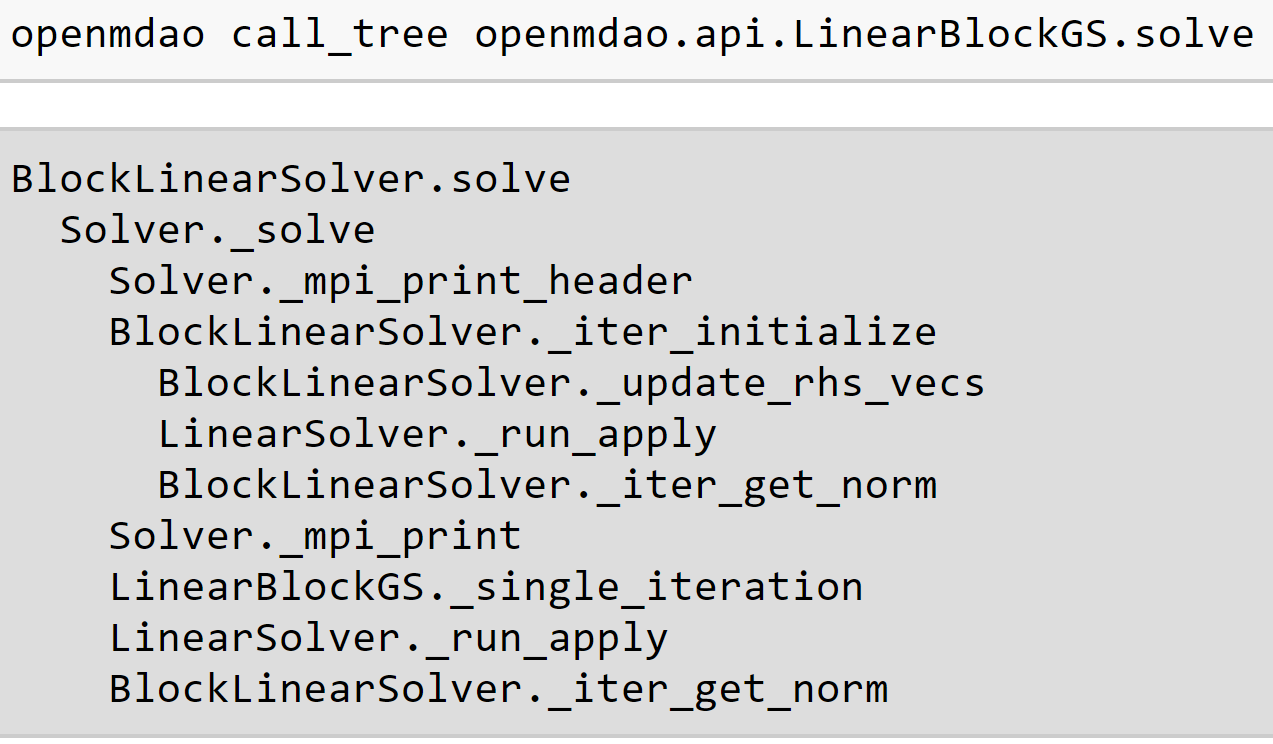 openmdao call_tree openmdao.api.LinearBlockGS.solve
BlockLinearSolver.solve
  Solver._solve
    Solver._mpi_print_header
    BlockLinearSolver._iter_initialize
      BlockLinearSolver._update_rhs_vecs
      LinearSolver._run_apply
      BlockLinearSolver._iter_get_norm
    Solver._mpi_print
    LinearBlockGS._single_iteration
    LinearSolver._run_apply
    BlockLinearSolver._iter_get_norm